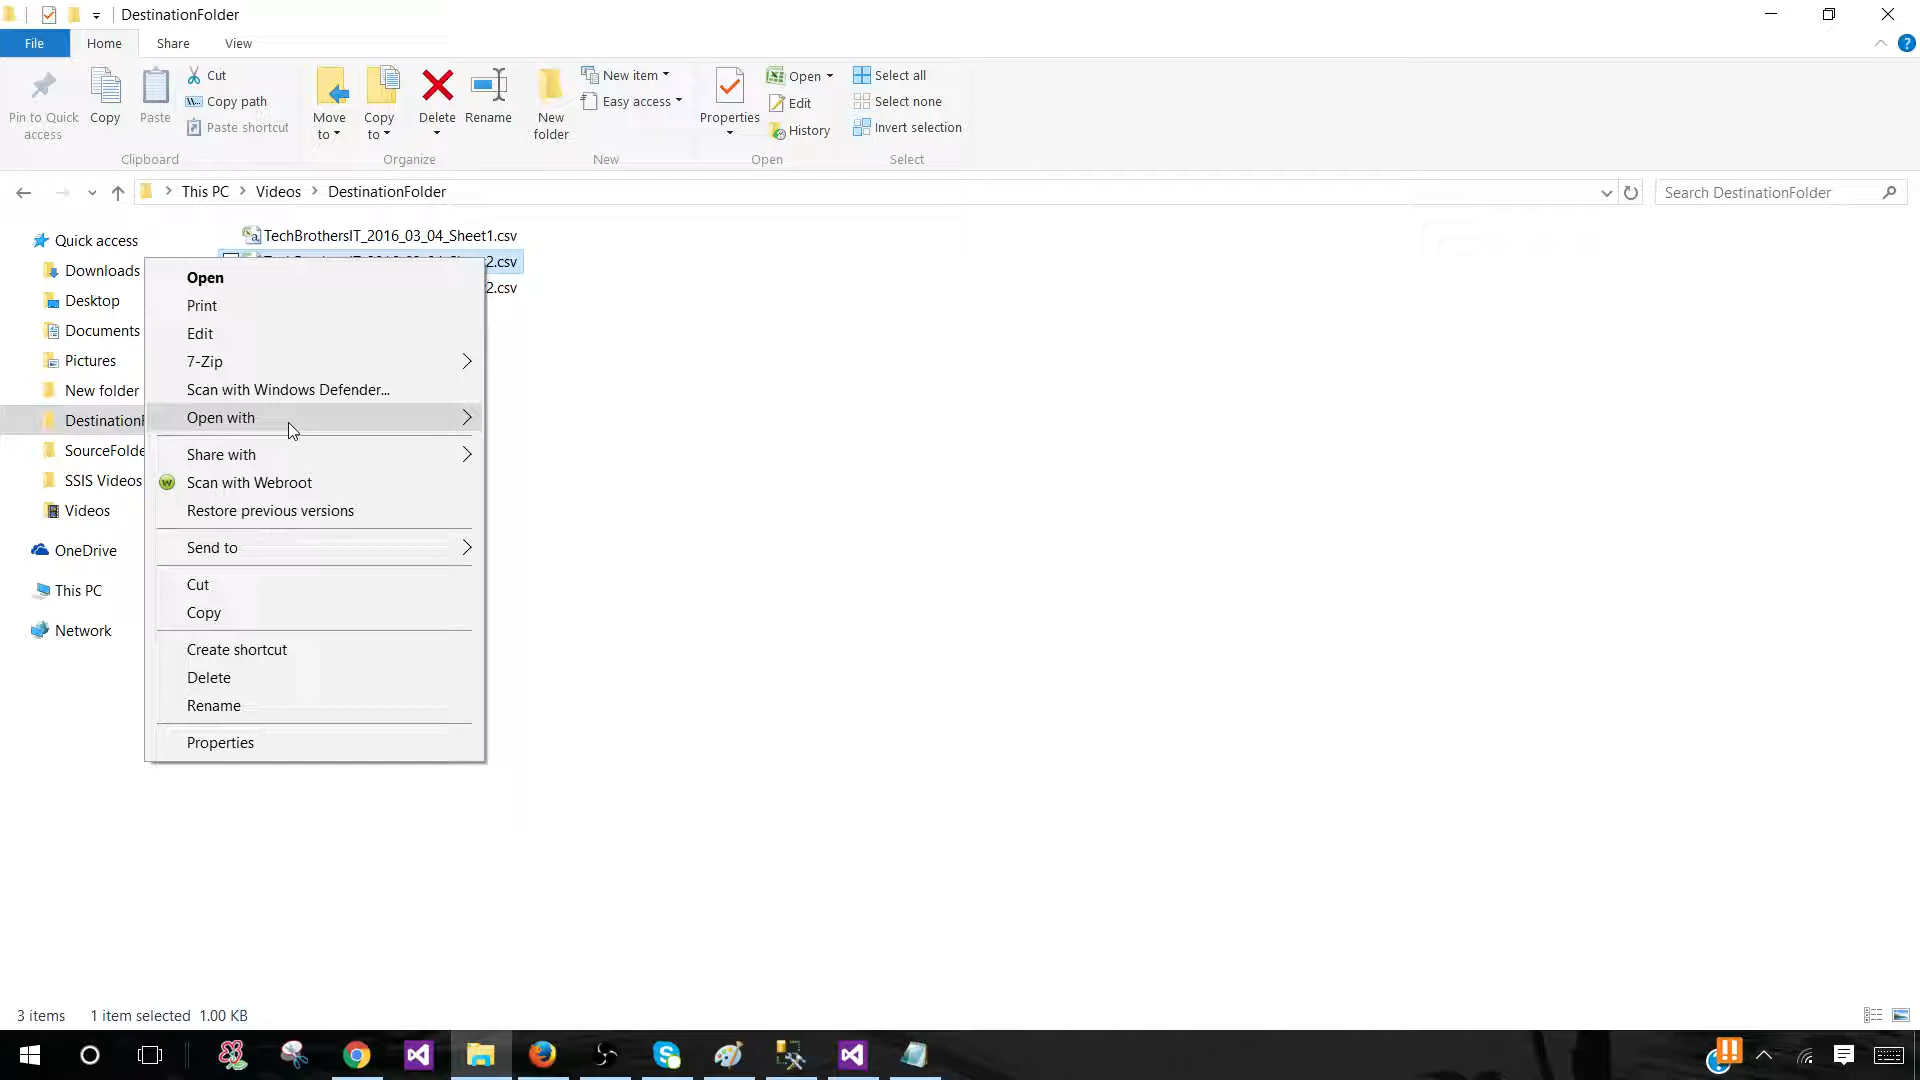 DestinationFolder
File
Home
Share
View
Pin to Quick access
Copy
Paste
Cut
Copy path
Paste shortcut
Clipboard
Move to
Copy to
Delete
Rename
Organize
New folder
New item
Easy access
New
Properties
Open
Edit
History
Open
Select all
Select none
Invert selection
Select
This PC
Videos
DestinationFolder
Search DestinationFolder
Quick access
Downloads
Desktop
Documents
Pictures
New folder
DestinationF
SourceFolde
SSIS Videos
Videos
OneDrive
This PC
Network
TechBrothersIT_2016_03_04_Sheet1.csv
2.csv
2.csv
Open
Print
Edit
7-Zip
Scan with Windows Defender...
Open with
Share with
Scan with Webroot
Restore previous versions
Send to
Cut
Copy
Create shortcut
Delete
Rename
Properties
3 items
1 item selected 1.00 KB